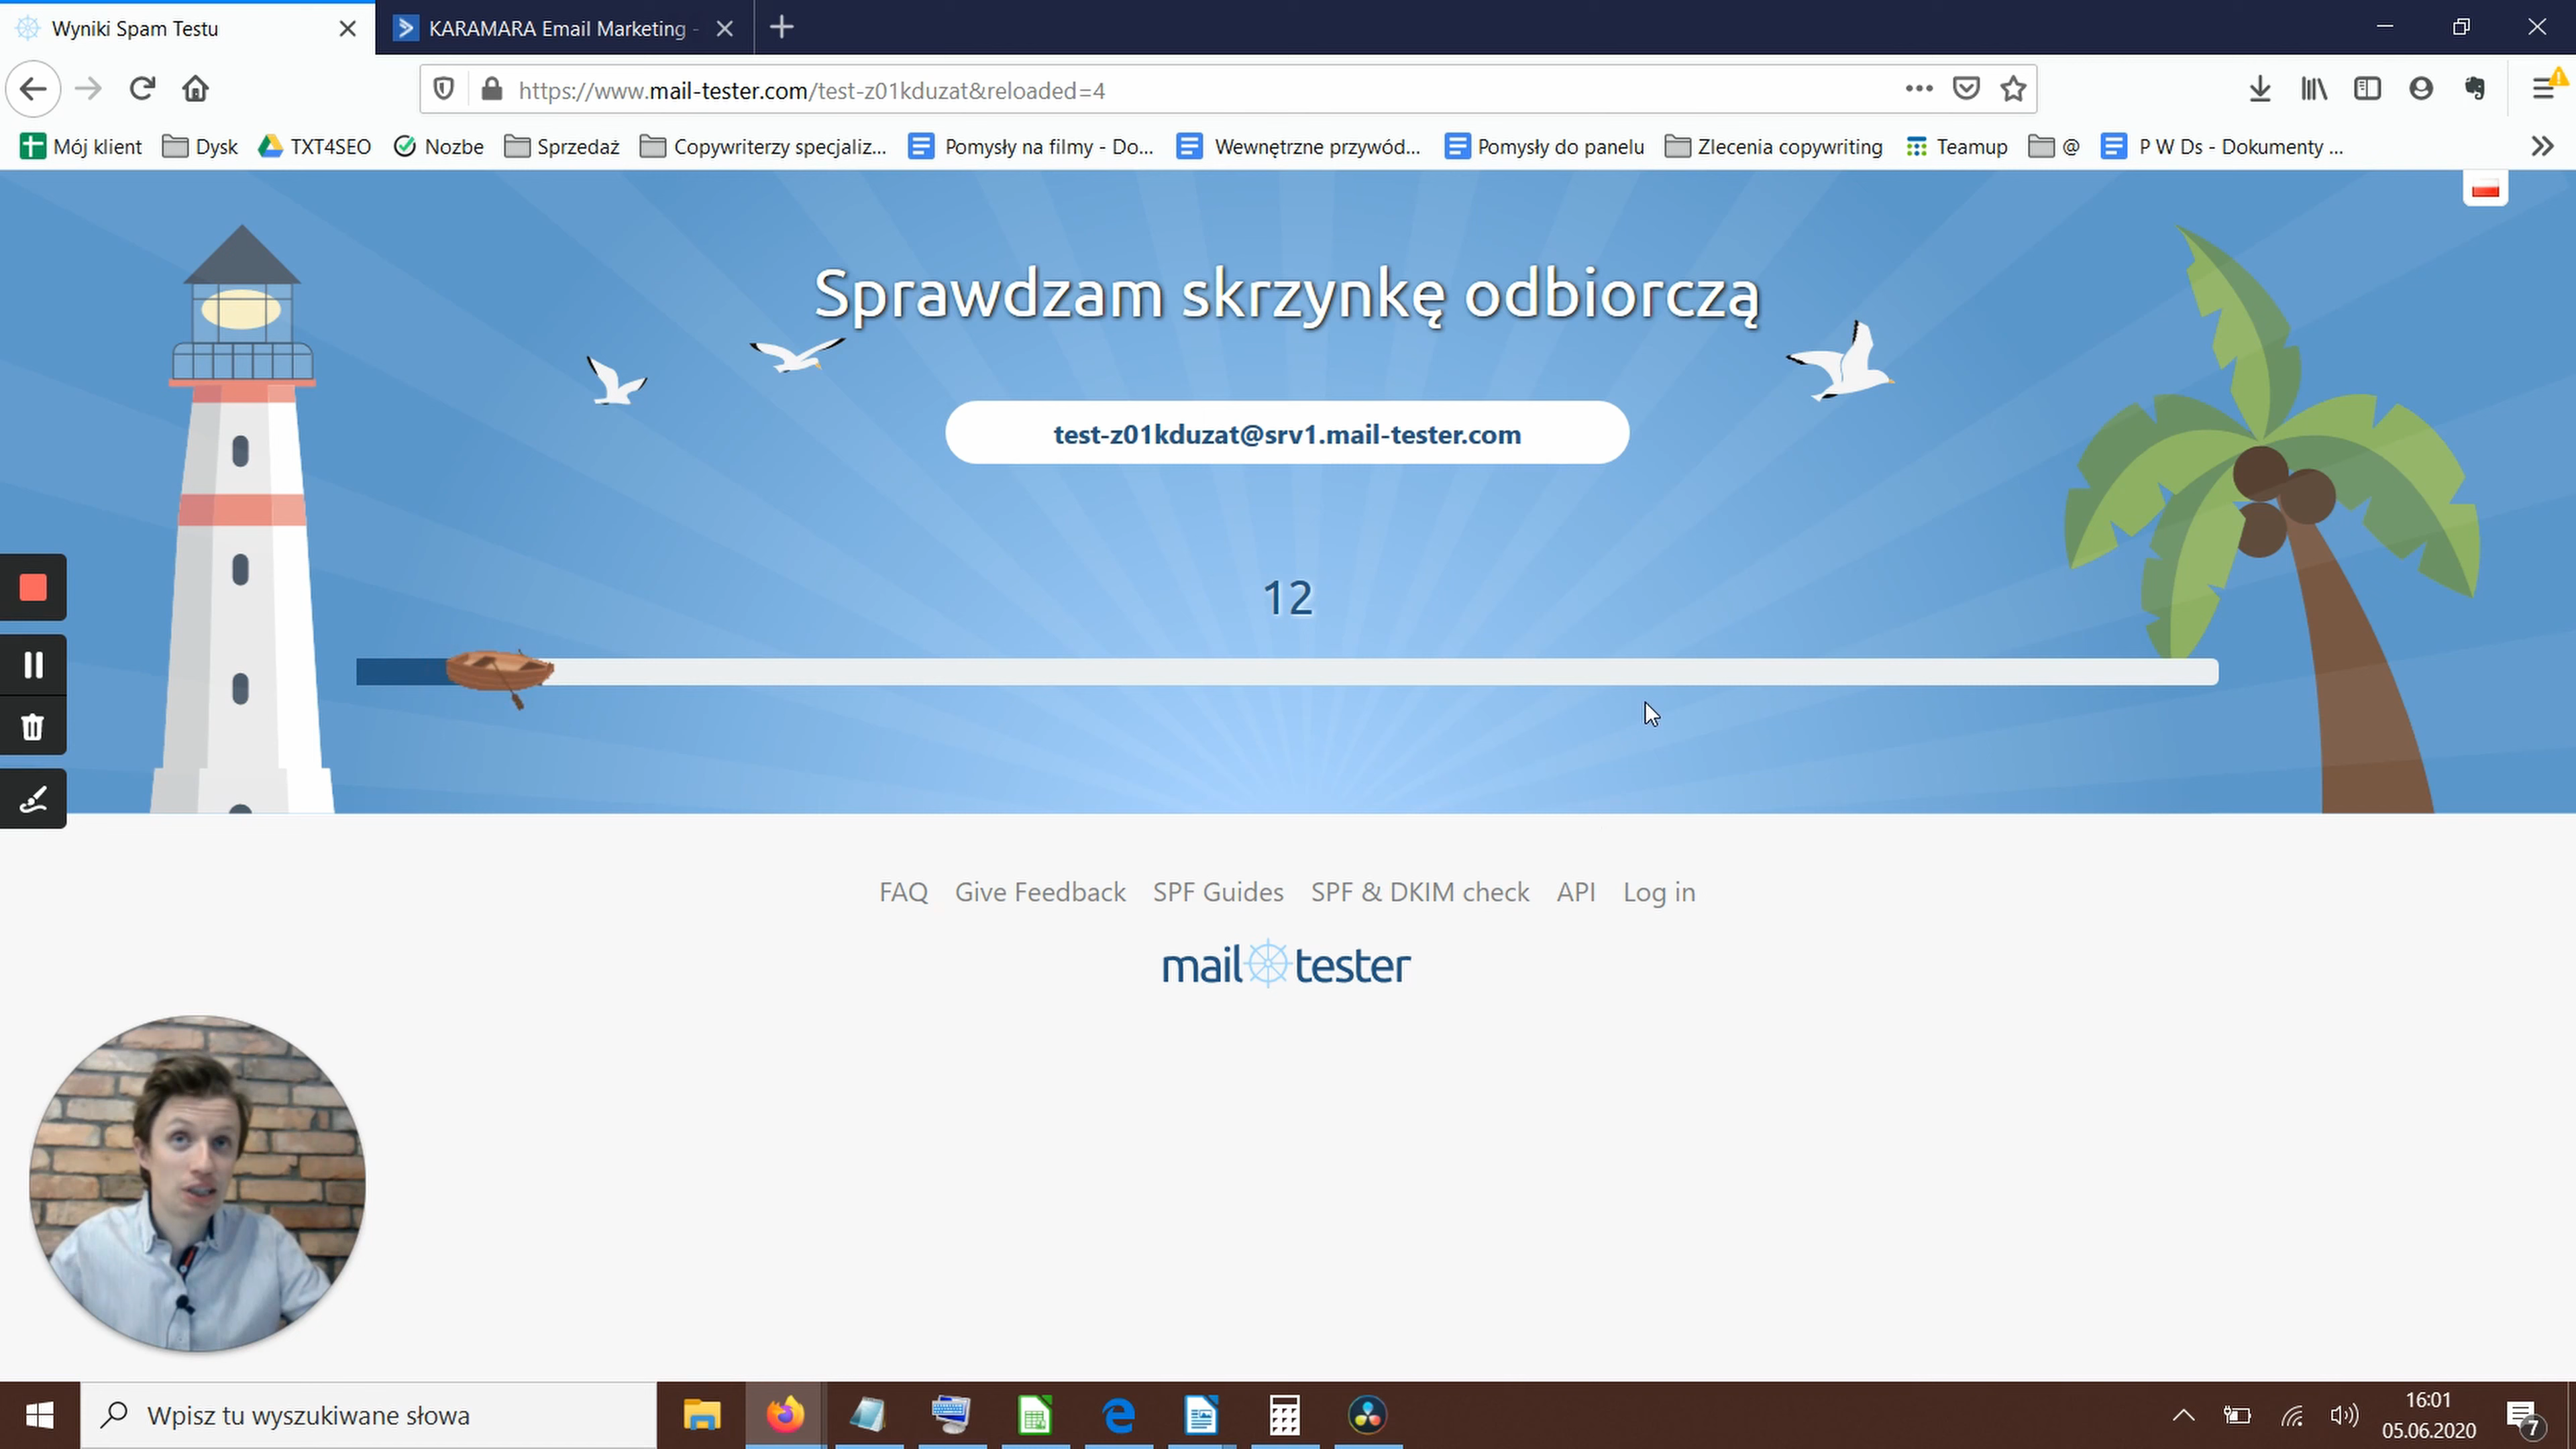 Wyniki Spam Testu
KARAMARA Email Marketing -
https://www.mail-tester.com/test-z01kduzat&reloaded=4
Mój klient Dysk TXT4SEO Nozbe Sprzedaż Copywriterzy specjaliz... Pomysły na filmy - Do... Wewnętrzne przywód... Pomysły do panelu Zlecenia copywriting Teamup @ P W Ds - Dokumenty ...
Sprawdzam skrzynkę odbiorczą
test-z01kduzat@srv1.mail-tester.com
12
FAQ Give Feedback SPF Guides SPF & DKIM check API Log in
mail tester
Wpisz tu wyszukiwane słowa
16:01
05.06.2020
7